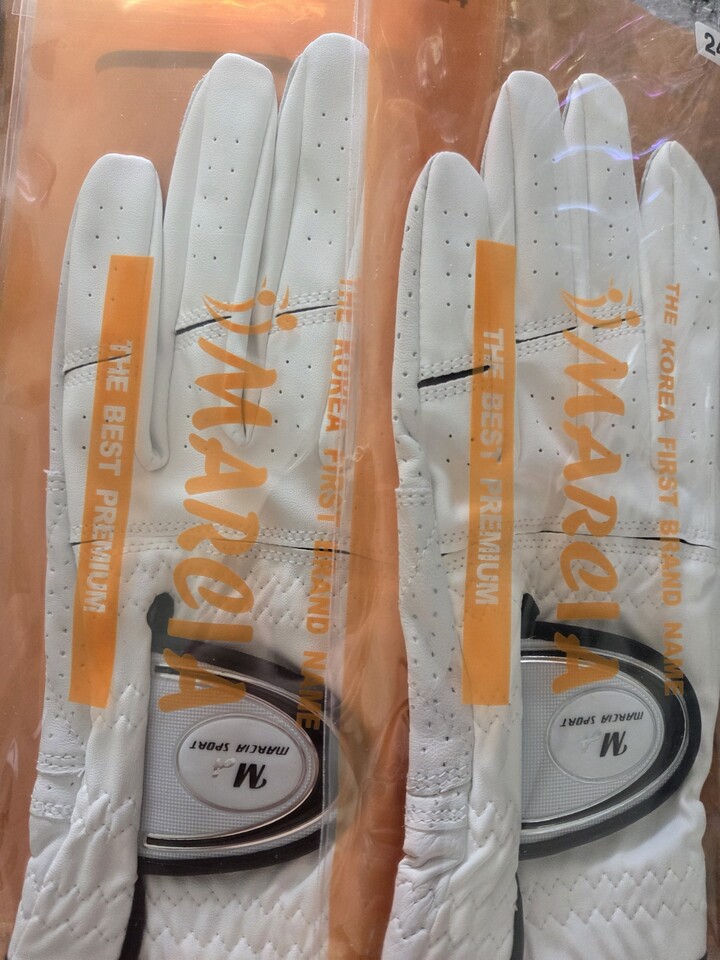 THE KOREA FIRST BRAND NAME
MARCIA
THE BEST PREMIUM
M
MARCIA SPORT
THE KOREA FIRST BRAND NAME
MARCIA
THE BEST PREMIUM
M
MARCIA SPORT